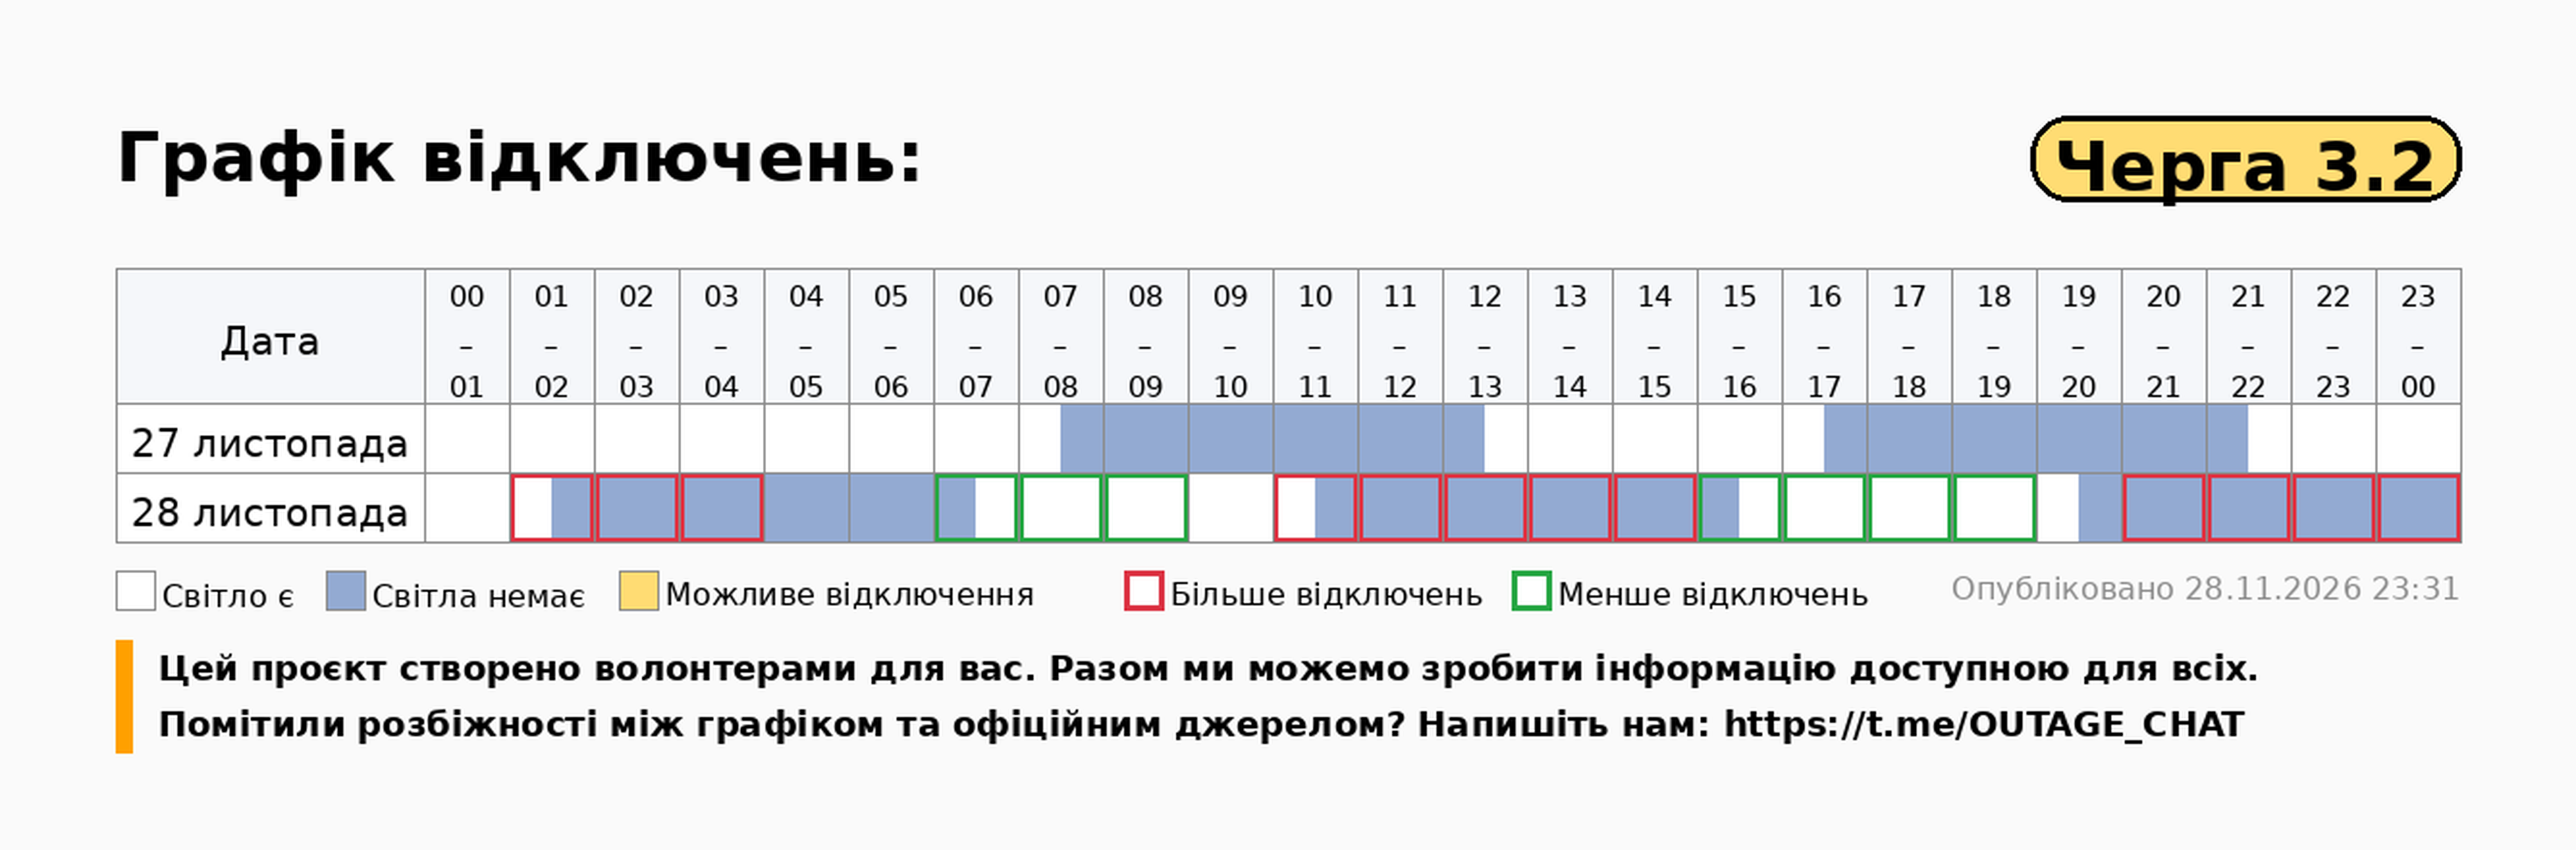 Графік відключень:
Черга 3.2
Дата
00 – 01
01 – 02
02 – 03
03 – 04
04 – 05
05 – 06
06 – 07
07 – 08
08 – 09
09 – 10
10 – 11
11 – 12
12 – 13
13 – 14
14 – 15
15 – 16
16 – 17
17 – 18
18 – 19
19 – 20
20 – 21
21 – 22
22 – 23
23 – 00
27 листопада
28 листопада
Світло є
Світла немає
Можливе відключення
Більше відключень
Менше відключень
Опубліковано 28.11.2026 23:31
Цей проєкт створено волонтерами для вас. Разом ми можемо зробити інформацію доступною для всіх.
Помітили розбіжності між графіком та офіційним джерелом? Напишіть нам: https://t.me/OUTAGE_CHAT